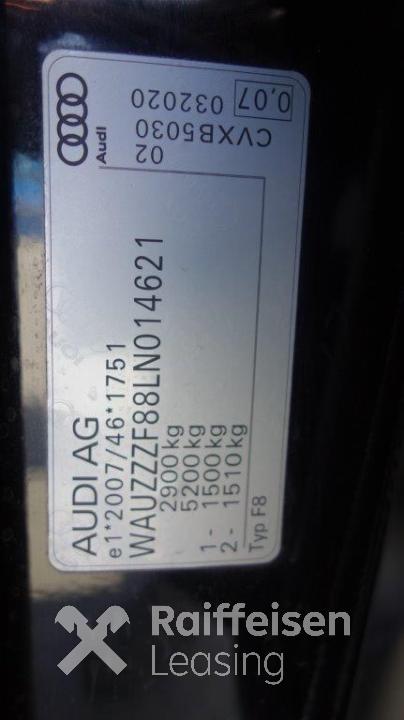 AUDI AG
e1*2007/46*1751
WAUZZZF88LN014621
2900 kg
5200 kg
1 - 1500 kg
2 - 1510 kg
Typ F8
Audi
02
CVXB5030
032020
0,07
Raiffeisen
Leasing